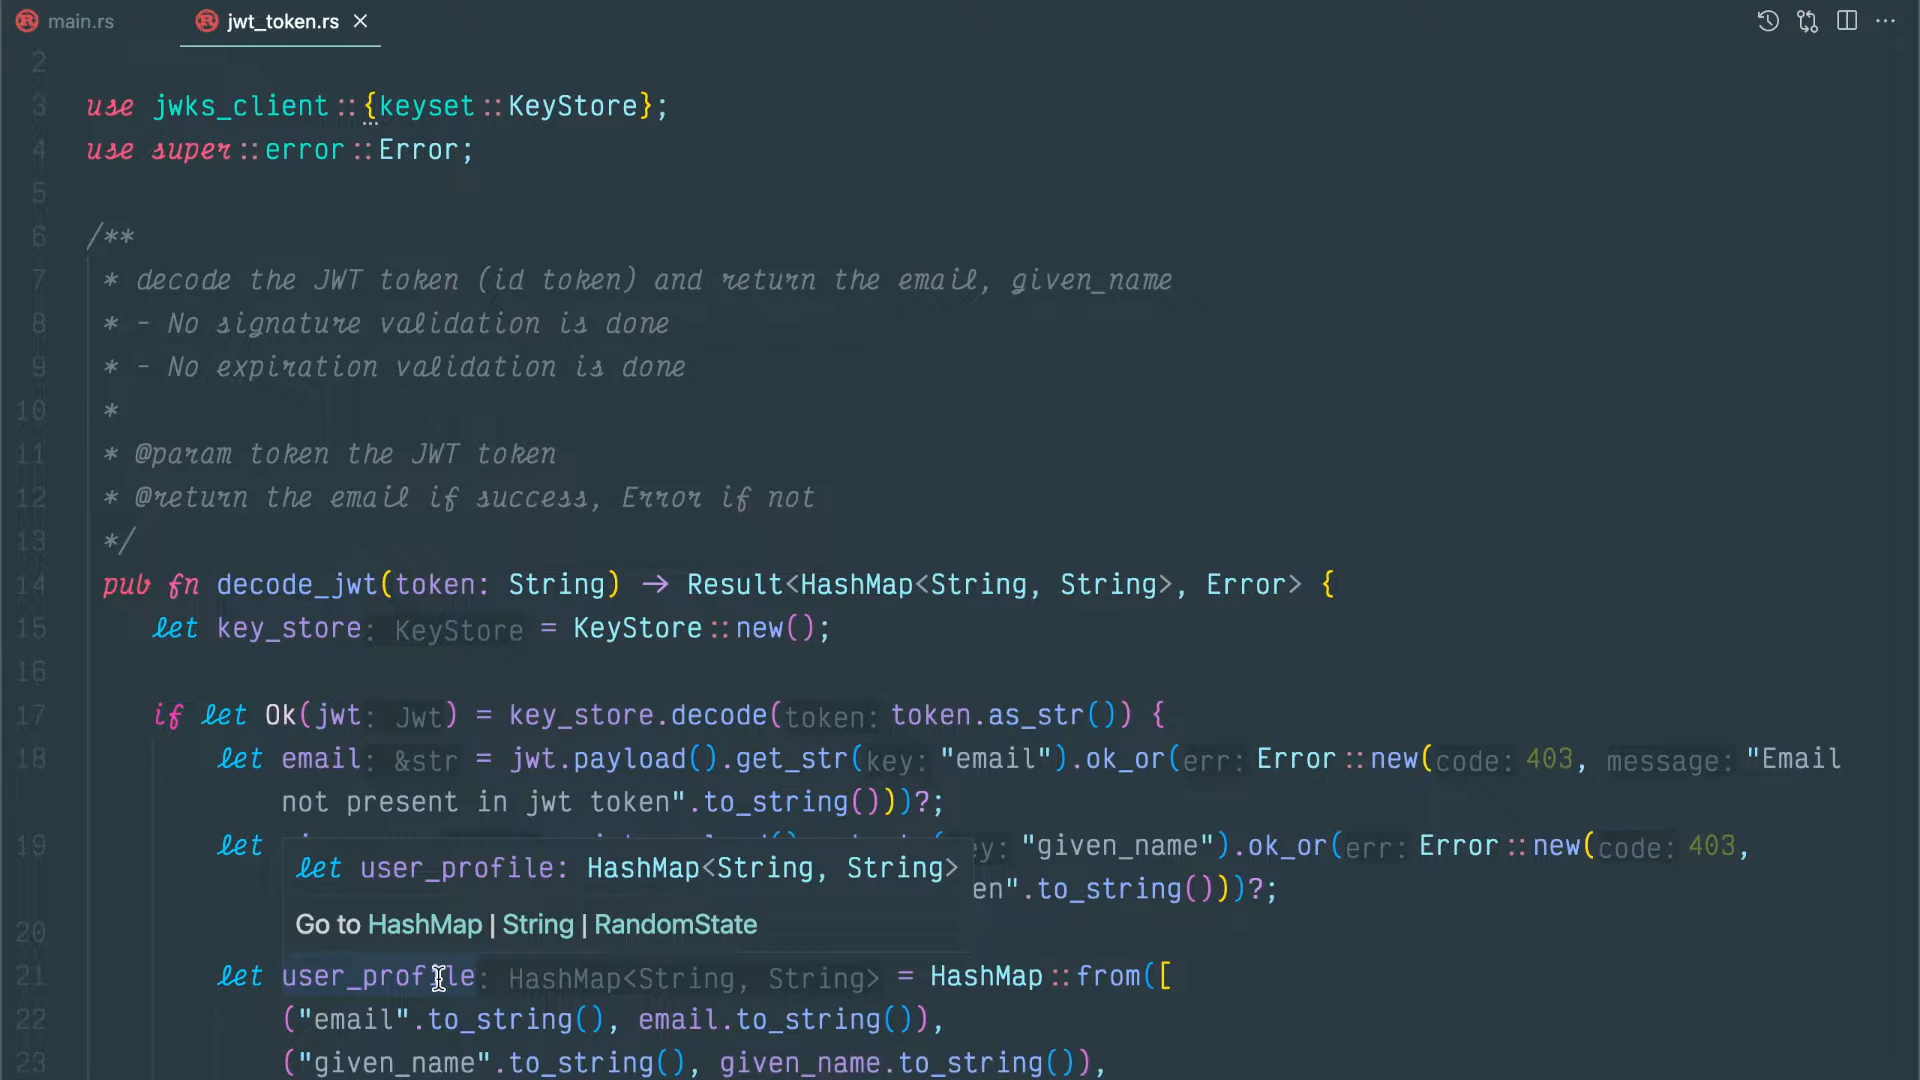 main.rs
jwt_token.rs
2
3 use jwks_client::{keyset::KeyStore};
4 use super::error::Error;
5
6 /**
7 * decode the JWT token (id token) and return the email, given_name
8 * - No signature validation is done
9 * - No expiration validation is done
10 *
11 * @param token the JWT token
12 * @return the email if success, Error if not
13 */
14 pub fn decode_jwt(token: String) -> Result<HashMap<String, String>, Error> {
15 let key_store: KeyStore = KeyStore::new();
16
17 if let Ok(jwt: Jwt) = key_store.decode(token: token.as_str()) {
18 let email: &str = jwt.payload().get_str(key: "email").ok_or(err: Error::new(code: 403, message: "Email
not present in jwt token".to_string()))?;
19 let "given_name").ok_or(err: Error::new(code: 403,
let user_profile: HashMap<String, String>
en".to_string()))?;
Go to HashMap | String | RandomState
20
21 let user_profile: HashMap<String, String> = HashMap::from([
22 ("email".to_string(), email.to_string()),
23 ("given_name".to_string(), given_name.to_string()),